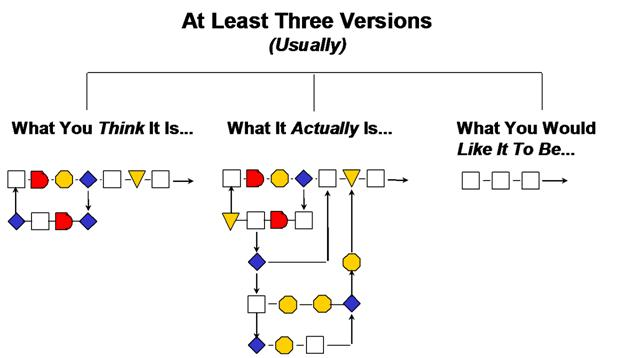 At Least Three Versions
(Usually)
What You Think It Is...
What It Actually Is...
What You Would
Like It To Be...